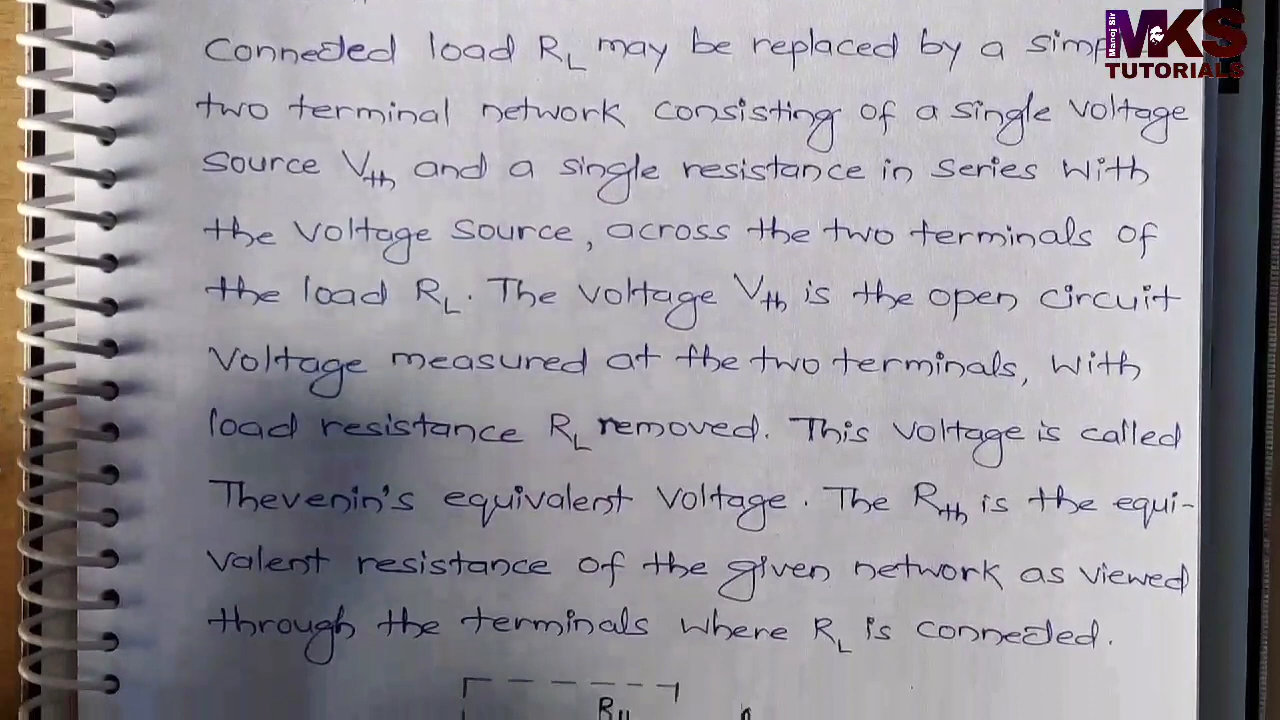 Connected load RL may be replaced by a simp
two terminal network consisting of a single voltage
source Vth and a single resistance in series with
the voltage source, across the two terminals of
the load RL. The voltage Vth is the open circuit
voltage measured at the two terminals, with
load resistance RL removed. This voltage is called
Thevenin's equivalent voltage. The Rth is the equi-
valent resistance of the given network as viewed
through the terminals where RL is connected.
Manoj Sir
MKS
TUTORIALS